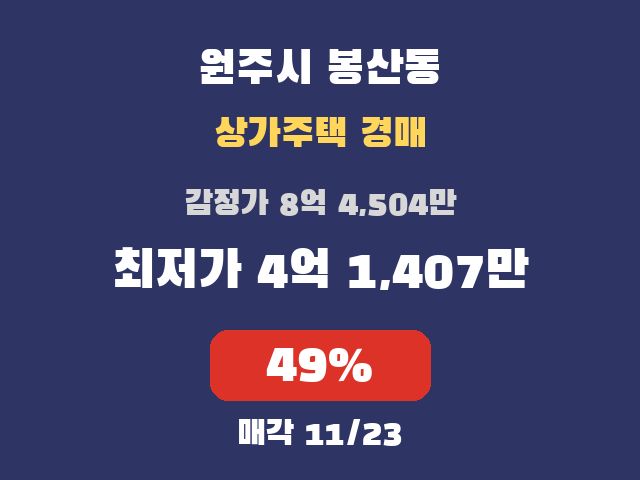 원주시 봉산동
상가주택 경매
감정가 8억 4,504만
최저가 4억 1,407만
49%
매각 11/23